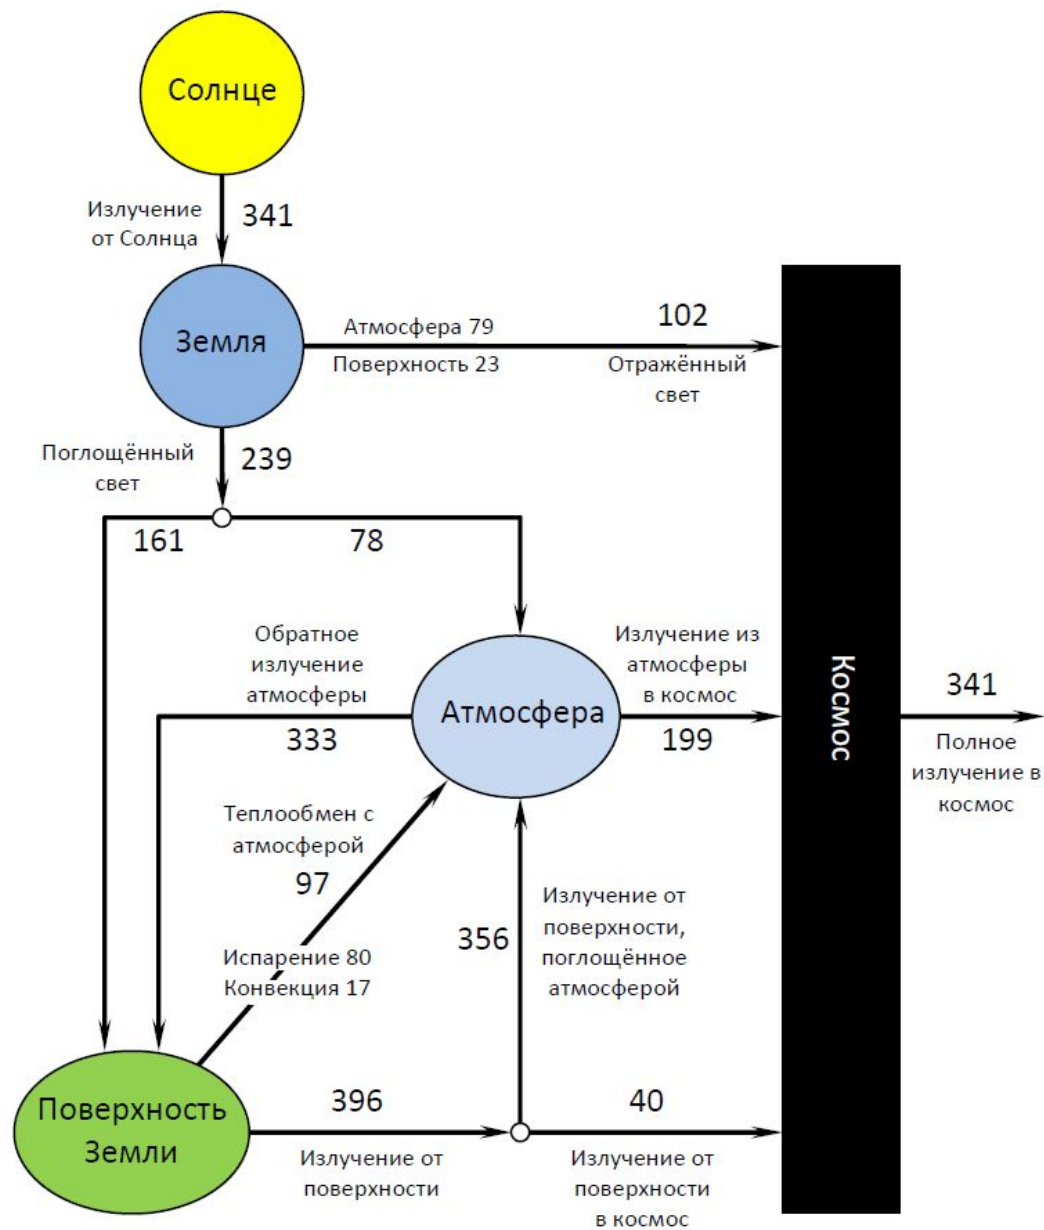 Солнце
Излучение
от Солнца
341
Земля
Атмосфера 79
Поверхность 23
102
Отражённый
свет
Поглощённый
свет
239
161
78
Обратное
излучение
атмосферы
333
Атмосфера
Излучение из
атмосферы
в космос
199
Космос
341
Полное
излучение в
космос
Теплообмен с
атмосферой
97
Испарение 80
Конвекция 17
356
Излучение от
поверхности,
поглощённое
атмосферой
Поверхность
Земли
396
Излучение от
поверхности
40
Излучение от
поверхности
в космос